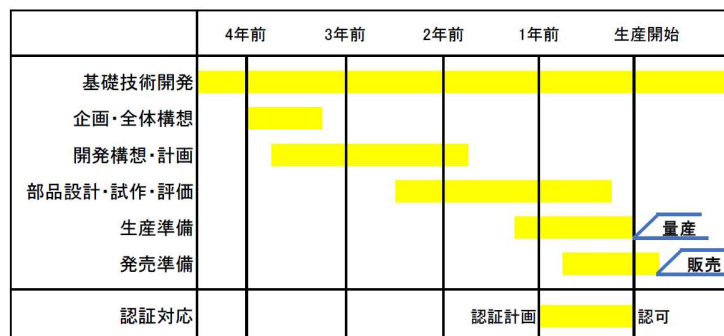 4年前 3年前 2年前 1年前 生産開始
基礎技術開発
企画・全体構想
開発構想・計画
部品設計・試作・評価
生産準備 量産
発売準備 販売
認証対応 認証計画 認可